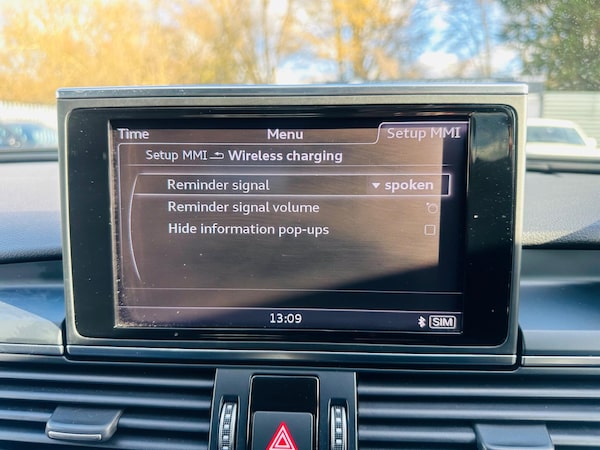 Time Menu Setup MMI
Setup MMI Wireless charging
Reminder signal spoken
Reminder signal volume
Hide information pop-ups
13:09 SIM